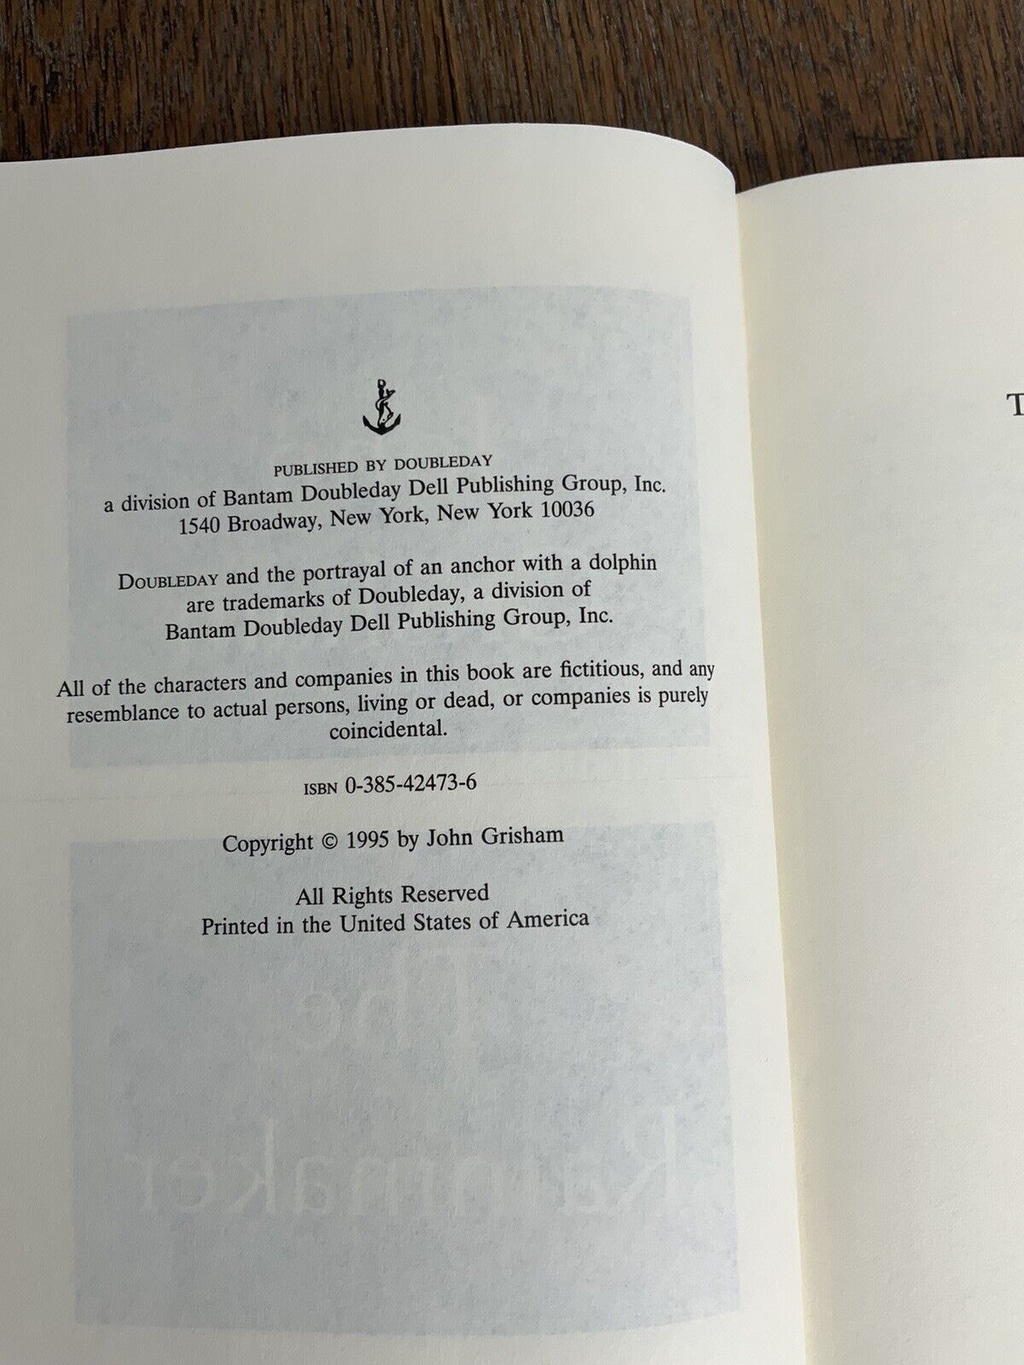 PUBLISHED BY DOUBLEDAY
a division of Bantam Doubleday Dell Publishing Group, Inc.
1540 Broadway, New York, New York 10036
DOUBLEDAY and the portrayal of an anchor with a dolphin
are trademarks of Doubleday, a division of
Bantam Doubleday Dell Publishing Group, Inc.
All of the characters and companies in this book are fictitious, and any
resemblance to actual persons, living or dead, or companies is purely
coincidental.
ISBN 0-385-42473-6
Copyright © 1995 by John Grisham
All Rights Reserved
Printed in the United States of America
The
Rainmaker
T